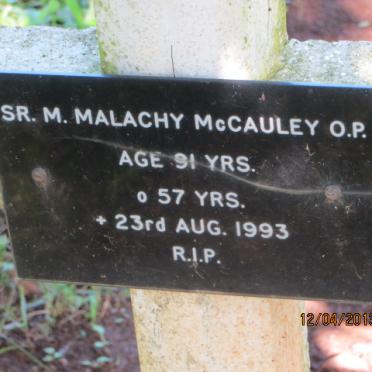 SR. M. MALACHY McCAULEY O.P.
AGE 91 YRS.
o 57 YRS.
+ 23rd AUG. 1993
R.I.P.
12/04/2013